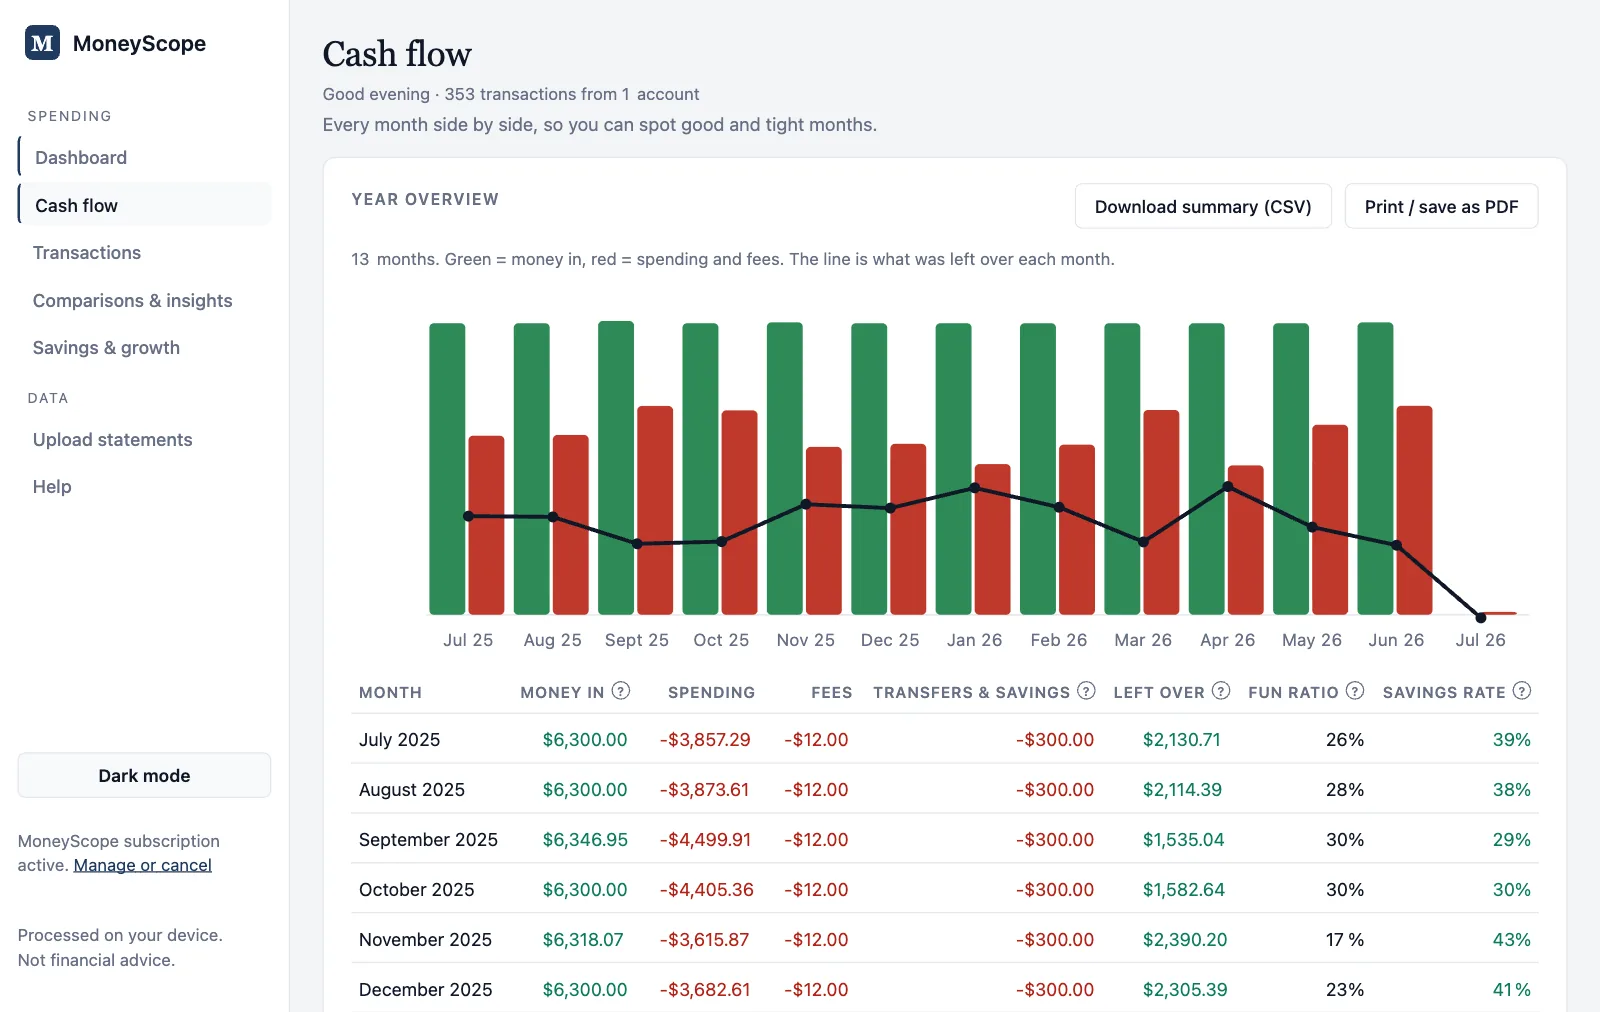 M MoneyScope
SPENDING
Dashboard
Cash flow
Transactions
Comparisons & insights
Savings & growth
DATA
Upload statements
Help
Dark mode
MoneyScope subscription
active. Manage or cancel
Processed on your device.
Not financial advice.
Cash flow
Good evening · 353 transactions from 1 account
Every month side by side, so you can spot good and tight months.
YEAR OVERVIEW
Download summary (CSV)
Print / save as PDF
13 months. Green = money in, red = spending and fees. The line is what was left over each month.
Jul 25 Aug 25 Sept 25 Oct 25 Nov 25 Dec 25 Jan 26 Feb 26 Mar 26 Apr 26 May 26 Jun 26 Jul 26
MONTH MONEY IN ? SPENDING FEES TRANSFERS & SAVINGS ? LEFT OVER ? FUN RATIO ? SAVINGS RATE ?
July 2025 $6,300.00 -$3,857.29 -$12.00 -$300.00 $2,130.71 26% 39%
August 2025 $6,300.00 -$3,873.61 -$12.00 -$300.00 $2,114.39 28% 38%
September 2025 $6,346.95 -$4,499.91 -$12.00 -$300.00 $1,535.04 30% 29%
October 2025 $6,300.00 -$4,405.36 -$12.00 -$300.00 $1,582.64 30% 30%
November 2025 $6,318.07 -$3,615.87 -$12.00 -$300.00 $2,390.20 17 % 43%
December 2025 $6,300.00 -$3,682.61 -$12.00 -$300.00 $2,305.39 23% 41%